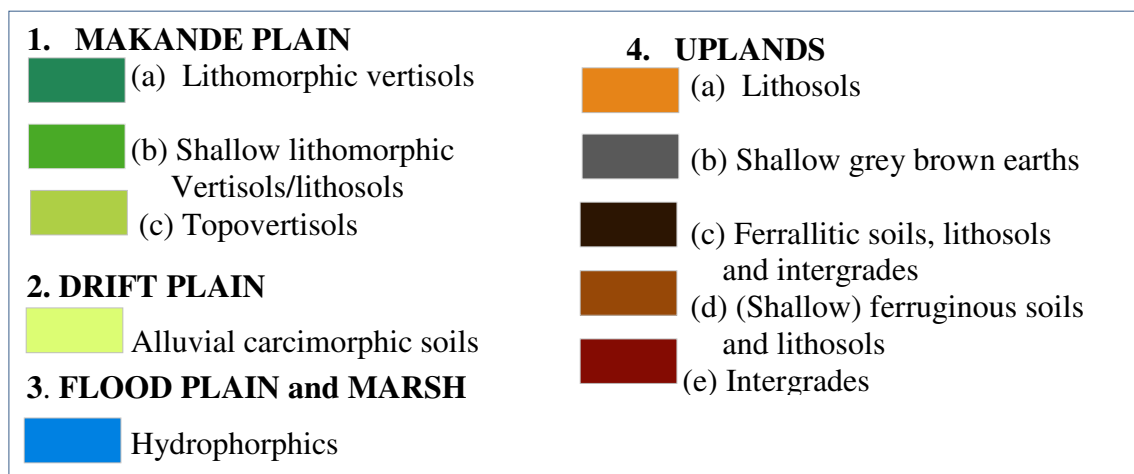 1. MAKANDE PLAIN
(a) Lithomorphic vertisols
(b) Shallow lithomorphic
Vertisols/lithosols
(c) Topovertisols
2. DRIFT PLAIN
Alluvial carcimorphic soils
3. FLOOD PLAIN and MARSH
Hydrophorphics
4. UPLANDS
(a) Lithosols
(b) Shallow grey brown earths
(c) Ferrallitic soils, lithosols
and intergrades
(d) (Shallow) ferruginous soils
and lithosols
(e) Intergrades